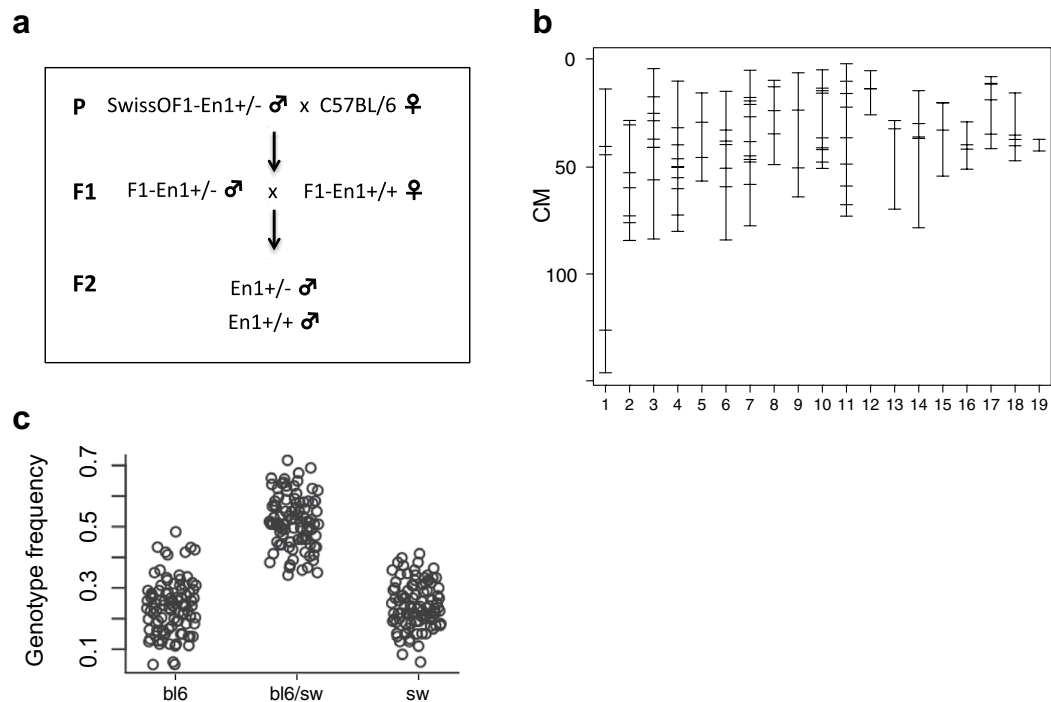 a
P SwissOF1-En1+/- ♂ x C57BL/6 ♀
F1 F1-En1+/- ♂ x F1-En1+/+ ♀
F2
En1+/- ♂
En1+/+ ♂
b
CM
0
50
100
1 2 3 4 5 6 7 8 9 10 11 12 13 14 15 16 17 18 19
c
Genotype frequency
0.7
0.5
0.3
0.1
bl6 bl6/sw sw